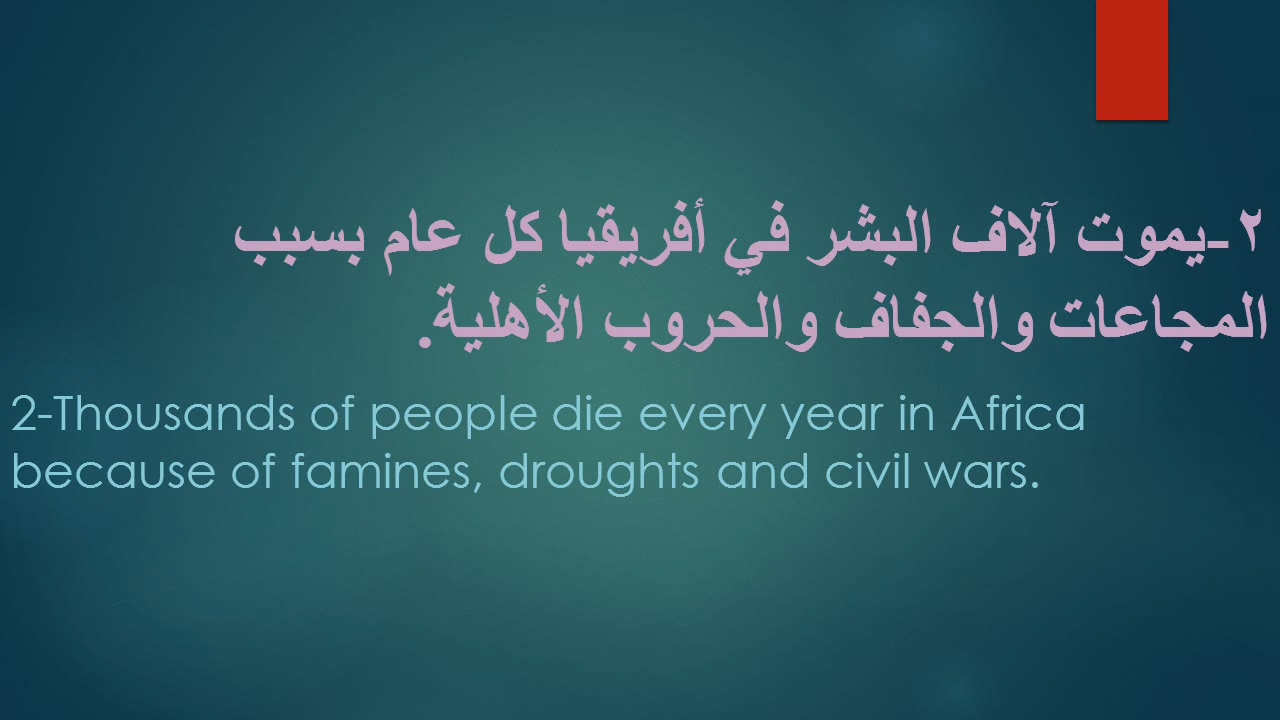 ٢-يموت آلاف البشر في أفريقيا كل عام بسبب
المجاعات والجفاف والحروب الأهلية.
2-Thousands of people die every year in Africa
because of famines, droughts and civil wars.